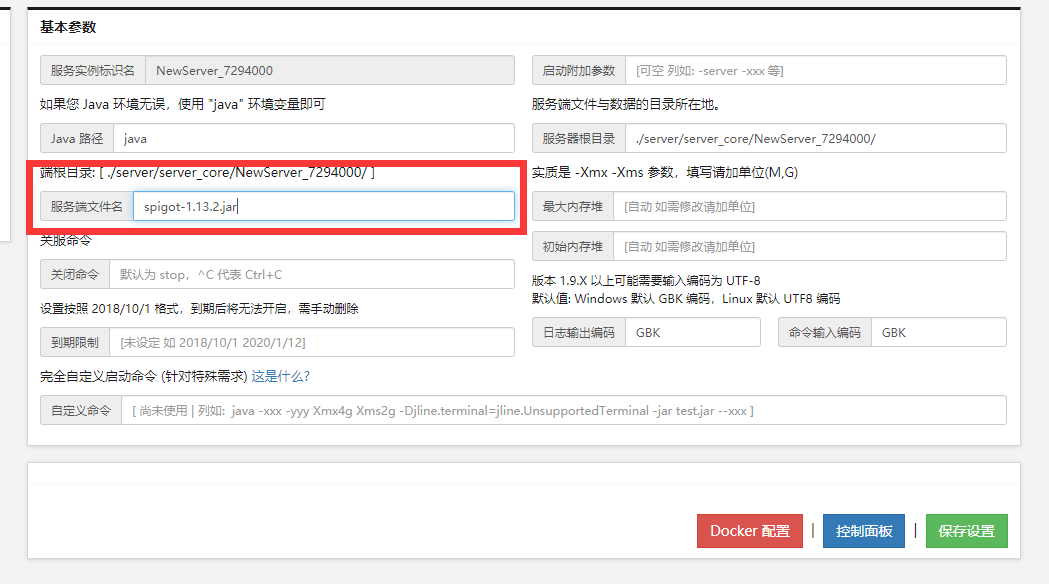 基本参数
服务实例标识名 NewServer_7294000
启动附加参数 [可空 列如: -server -xxx 等]
如果您 Java 环境无误，使用 "java" 环境变量即可
服务端文件与数据的目录所在地。
Java 路径 java
服务器根目录 ./server/server_core/NewServer_7294000/
端根目录: [ ./server/server_core/NewServer_7294000/ ]
实质是 -Xmx -Xms 参数，填写请加单位(M,G)
服务端文件名 spigot-1.13.2.jar
最大内存堆 [自动 如需修改请加单位]
关服命令
初始内存堆 [自动 如需修改请加单位]
关闭命令 默认为 stop，^C 代表 Ctrl+C
版本 1.9.X 以上可能需要输入编码为 UTF-8
默认值: Windows 默认 GBK 编码，Linux 默认 UTF8 编码
设置按照 2018/10/1 格式，到期后将无法开启，需手动删除
日志输出编码 GBK
命令输入编码 GBK
到期限制 [未设定 如 2018/10/1 2020/1/12]
完全自定义启动命令 (针对特殊需求) 这是什么?
自定义命令 [ 尚未使用 | 列如: java -xxx -yyy Xmx4g Xms2g -Djline.terminal=jline.UnsupportedTerminal -jar test.jar --xxx ]
Docker 配置 | 控制面板 | 保存设置